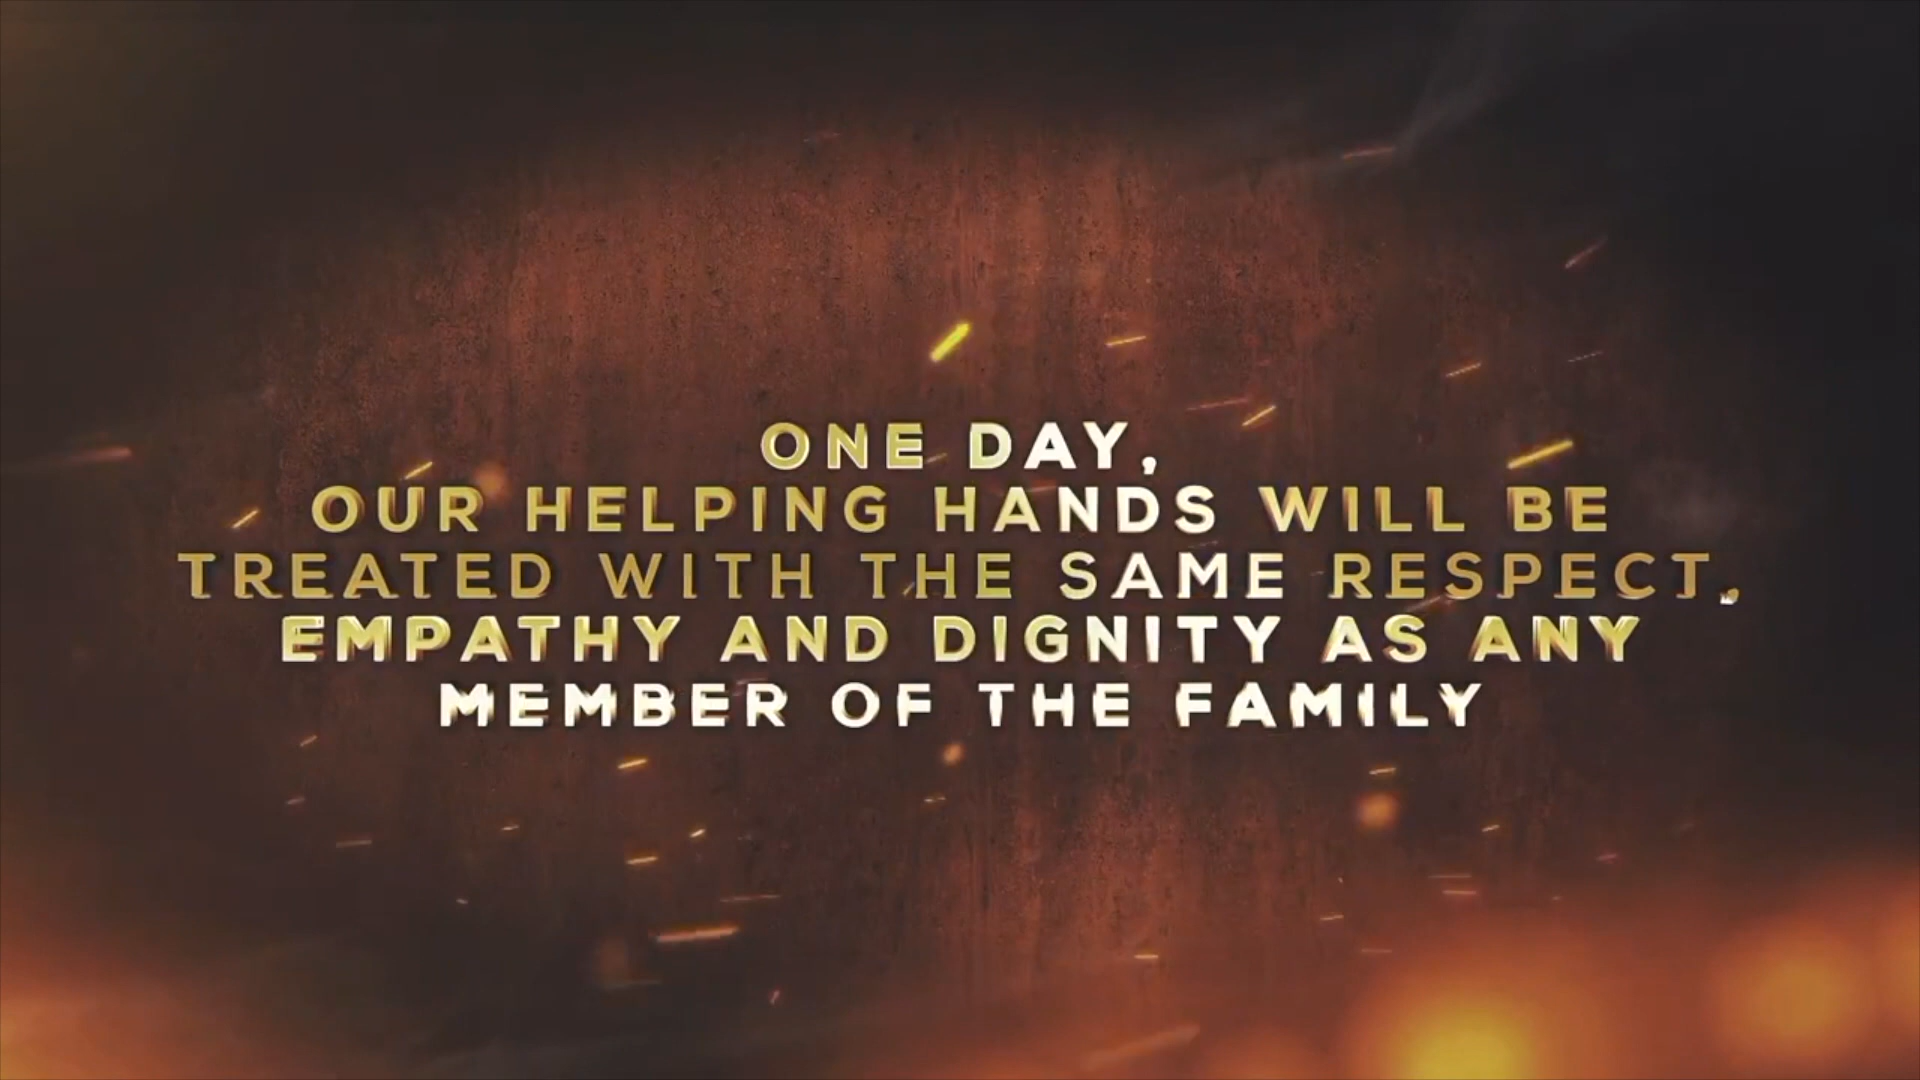 ONE DAY,
OUR HELPING HANDS WILL BE
TREATED WITH THE SAME RESPECT,
EMPATHY AND DIGNITY AS ANY
MEMBER OF THE FAMILY